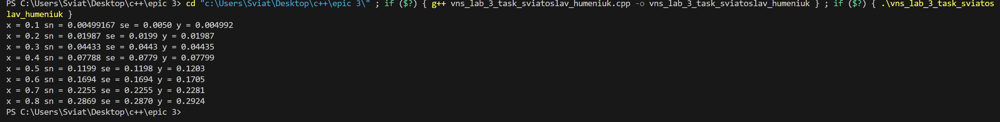 PS C:\Users\Sviat\Desktop\c++\epic 3> cd "c:\Users\Sviat\Desktop\c++\epic 3\" ; if ($?) { g++ vns_lab_3_task_sviatoslav_humeniuk.cpp -o vns_lab_3_task_sviatoslav_humeniuk } ; if ($?) { .\vns_lab_3_task_sviatos
lav_humeniuk }
x = 0.1 sn = 0.00499167 se = 0.0050 y = 0.004992
x = 0.2 sn = 0.01987 se = 0.0199 y = 0.01987
x = 0.3 sn = 0.04433 se = 0.0443 y = 0.04435
x = 0.4 sn = 0.07788 se = 0.0779 y = 0.07799
x = 0.5 sn = 0.1199 se = 0.1198 y = 0.1203
x = 0.6 sn = 0.1694 se = 0.1694 y = 0.1705
x = 0.7 sn = 0.2255 se = 0.2255 y = 0.2281
x = 0.8 sn = 0.2869 se = 0.2870 y = 0.2924
PS C:\Users\Sviat\Desktop\c++\epic 3>